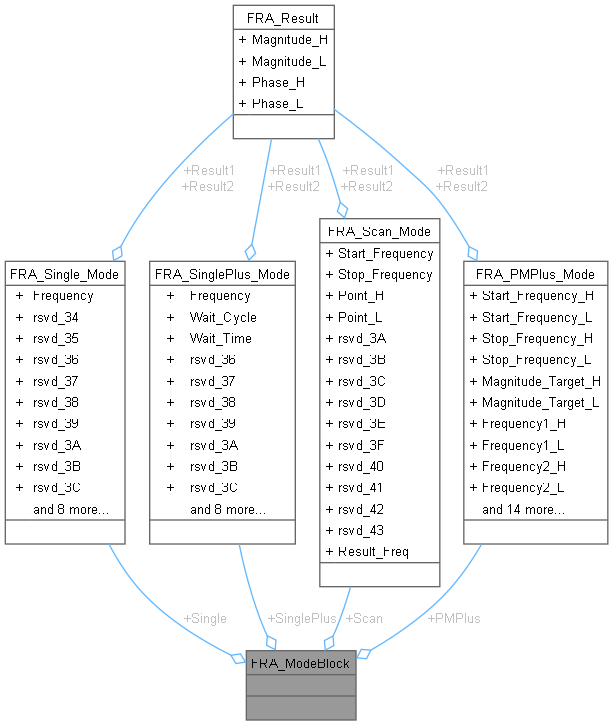 FRA_Result
+ Magnitude_H
+ Magnitude_L
+ Phase_H
+ Phase_L
+Result1
+Result2
+Result1
+Result2
+Result1
+Result2
+Result1
+Result2
FRA_Single_Mode
+ Frequency
+ rsvd_34
+ rsvd_35
+ rsvd_36
+ rsvd_37
+ rsvd_38
+ rsvd_39
+ rsvd_3A
+ rsvd_3B
+ rsvd_3C
and 8 more...
FRA_SinglePlus_Mode
+ Frequency
+ Wait_Cycle
+ Wait_Time
+ rsvd_36
+ rsvd_37
+ rsvd_38
+ rsvd_39
+ rsvd_3A
+ rsvd_3B
+ rsvd_3C
and 8 more...
FRA_Scan_Mode
+ Start_Frequency
+ Stop_Frequency
+ Point_H
+ Point_L
+ rsvd_3A
+ rsvd_3B
+ rsvd_3C
+ rsvd_3D
+ rsvd_3E
+ rsvd_3F
+ rsvd_40
+ rsvd_41
+ rsvd_42
+ rsvd_43
+ Result_Freq
FRA_PMPlus_Mode
+ Start_Frequency_H
+ Start_Frequency_L
+ Stop_Frequency_H
+ Stop_Frequency_L
+ Magnitude_Target_H
+ Magnitude_Target_L
+ Frequency1_H
+ Frequency1_L
+ Frequency2_H
+ Frequency2_L
and 14 more...
+Single
+SinglePlus
+Scan
+PMPlus
FRA_ModeBlock